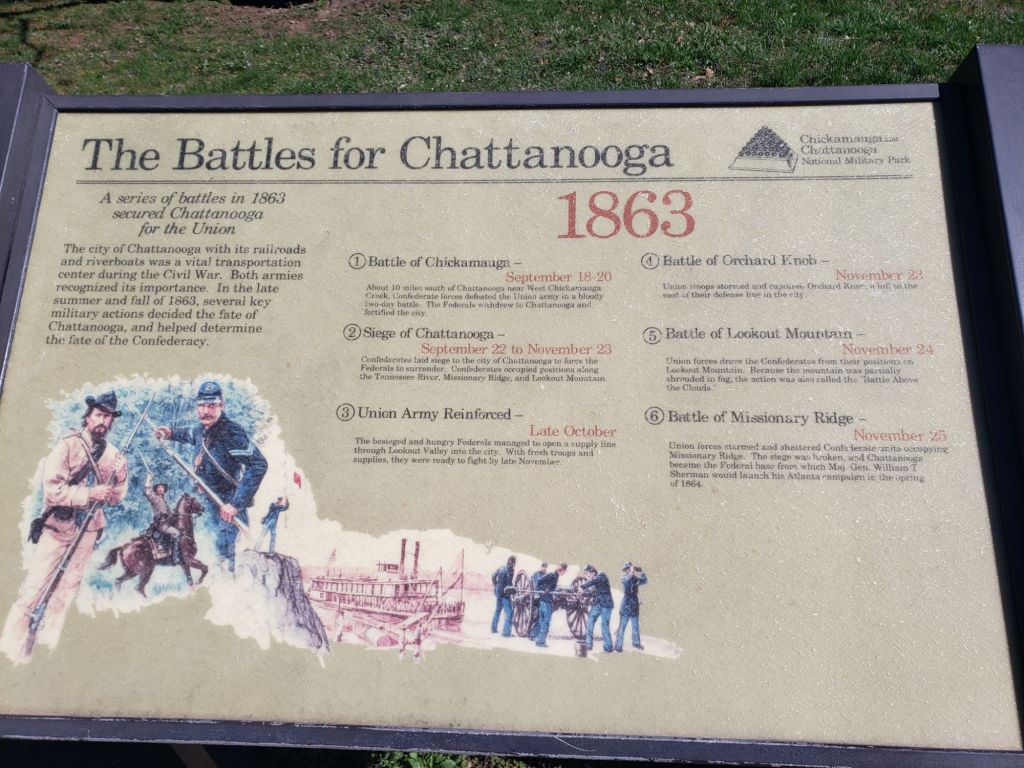 The Battles for Chattanooga
Chickamauga and
Chattanooga
National Military Park
A series of battles in 1863
secured Chattanooga
for the Union
The city of Chattanooga with its railroads
and riverboats was a vital transportation
center during the Civil War. Both armies
recognized its importance. In the late
summer and fall of 1863, several key
military actions decided the fate of
Chattanooga, and helped determine
the fate of the Confederacy.
1863
1 Battle of Chickamauga –
September 18-20
About 10 miles south of Chattanooga near West Chickamauga
Creek, Confederate forces defeated the Union army in a bloody
two-day battle. The Federals withdrew to Chattanooga and
fortified the city.
2 Siege of Chattanooga –
September 22 to November 23
Confederates laid siege to the city of Chattanooga to force the
Federals to surrender. Confederates occupied positions along
the Tennessee River, Missionary Ridge, and Lookout Mountain.
3 Union Army Reinforced –
Late October
The besieged and hungry Federals managed to open a supply line
through Lookout Valley into the city. With fresh troops and
supplies, they were ready to fight by late November.
4 Battle of Orchard Knob –
November 23
Union troops stormed and captured Orchard Knob, a hill to the
east of their defense line in the city.
5 Battle of Lookout Mountain –
November 24
Union forces drove the Confederates from their positions on
Lookout Mountain. Because the mountain was partially
shrouded in fog, the action was also called the "Battle Above
the Clouds."
6 Battle of Missionary Ridge –
November 25
Union forces stormed and shattered Confederate units occupying
Missionary Ridge. The siege was broken, and Chattanooga
became the Federal base from which Maj. Gen. William T.
Sherman would launch his Atlanta campaign in the spring
of 1864.